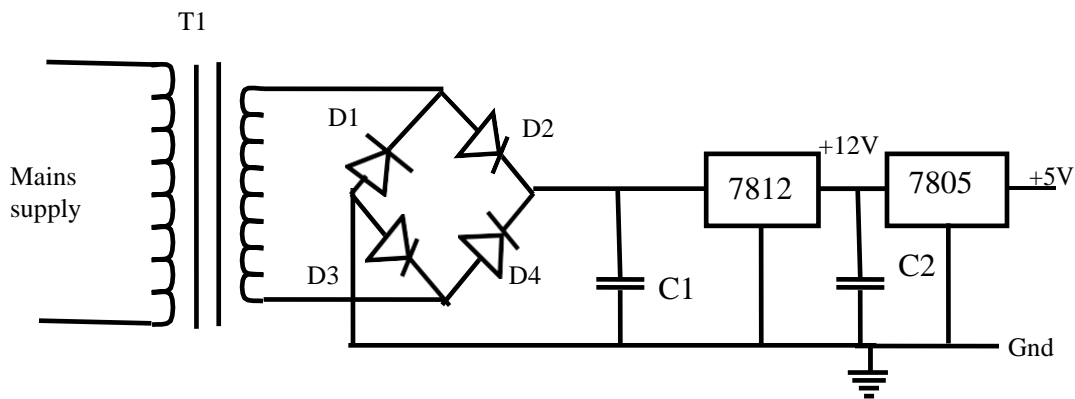 T1
D1
D2
+12V
Mains
supply
7812
7805
+5V
D3
D4
C1
C2
Gnd